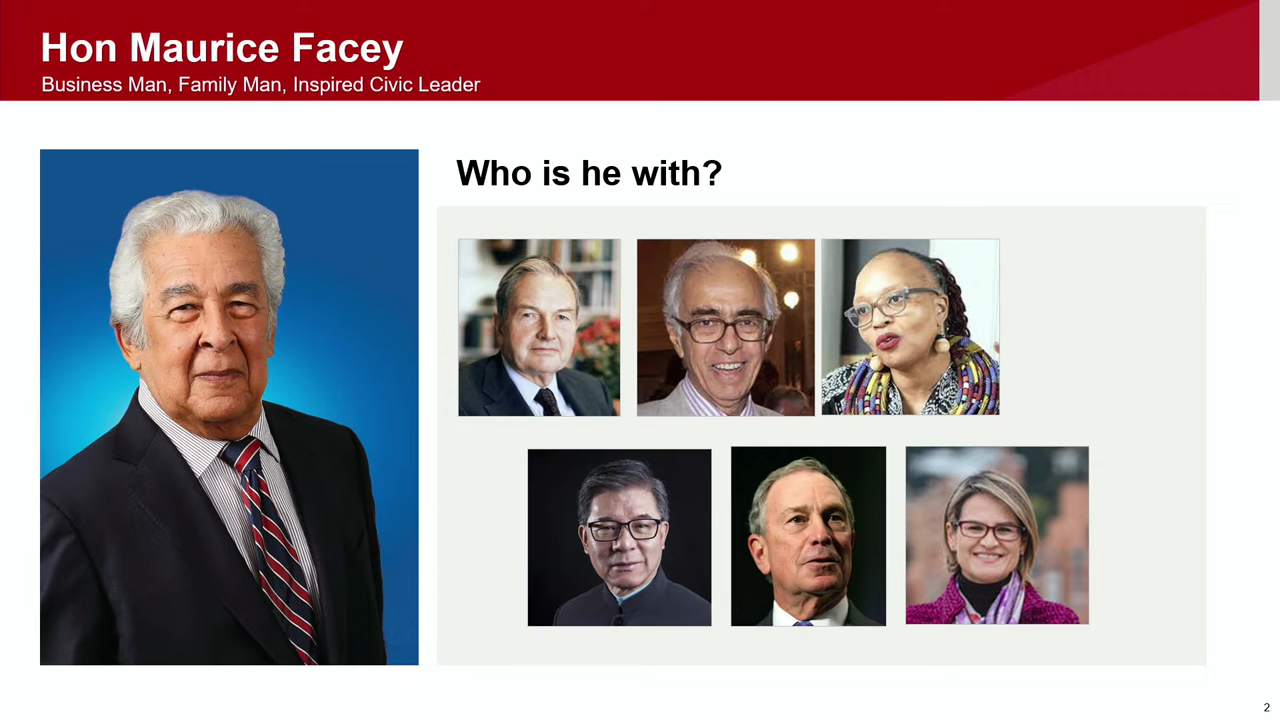 Hon Maurice Facey
Business Man, Family Man, Inspired Civic Leader
Who is he with?
2